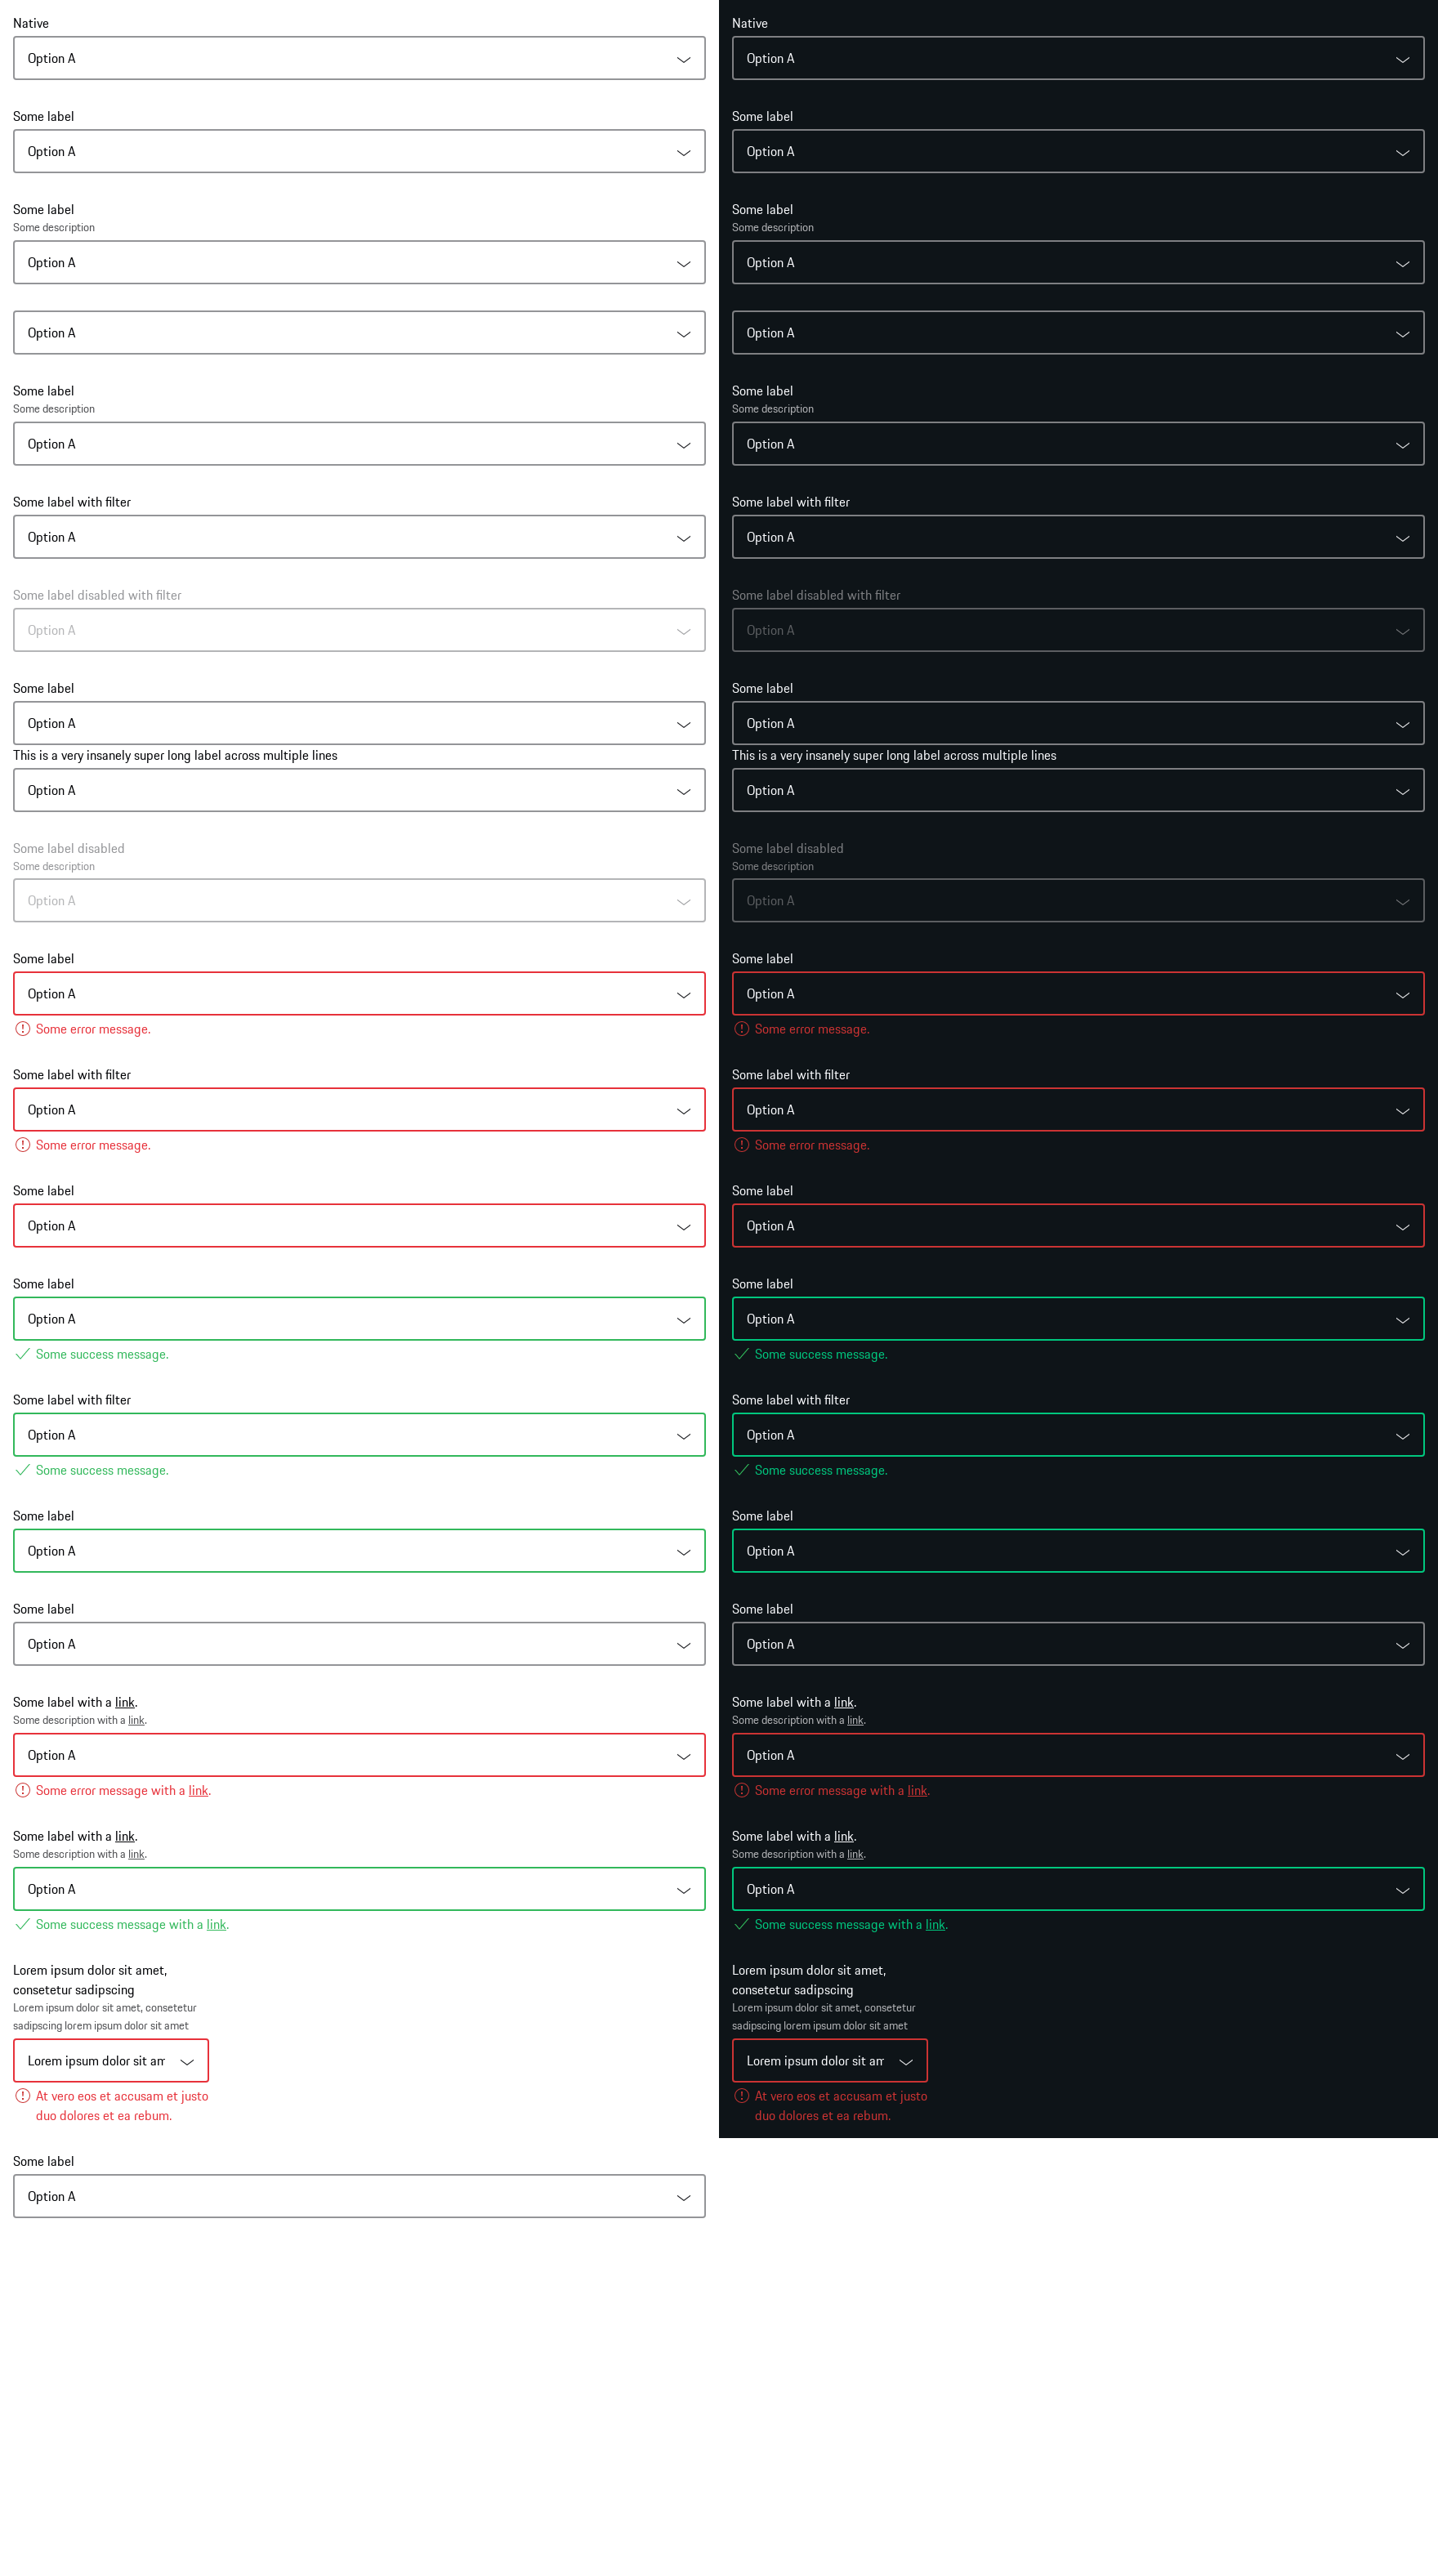 Native
Option A
Some label
Option A
Some label
Some description
Option A
Option A
Some label
Some description
Option A
Some label with filter
Option A
Some label disabled with filter
Option A
Some label
Option A
This is a very insanely super long label across multiple lines
Option A
Some label disabled
Some description
Option A
Some label
Option A
Some error message.
Some label with filter
Option A
Some error message.
Some label
Option A
Some label
Option A
Some success message.
Some label with filter
Option A
Some success message.
Some label
Option A
Some label
Option A
Some label with a link.
Some description with a link.
Option A
Some error message with a link.
Some label with a link.
Some description with a link.
Option A
Some success message with a link.
Lorem ipsum dolor sit amet,
consetetur sadipscing
Lorem ipsum dolor sit amet, consetetur
sadipscing lorem ipsum dolor sit amet
Lorem ipsum dolor sit am
At vero eos et accusam et justo
duo dolores et ea rebum.
Some label
Option A
Native
Option A
Some label
Option A
Some label
Some description
Option A
Option A
Some label
Some description
Option A
Some label with filter
Option A
Some label disabled with filter
Option A
Some label
Option A
This is a very insanely super long label across multiple lines
Option A
Some label disabled
Some description
Option A
Some label
Option A
Some error message.
Some label with filter
Option A
Some error message.
Some label
Option A
Some label
Option A
Some success message.
Some label with filter
Option A
Some success message.
Some label
Option A
Some label
Option A
Some label with a link.
Some description with a link.
Option A
Some error message with a link.
Some label with a link.
Some description with a link.
Option A
Some success message with a link.
Lorem ipsum dolor sit amet,
consetetur sadipscing
Lorem ipsum dolor sit amet, consetetur
sadipscing lorem ipsum dolor sit amet
Lorem ipsum dolor sit am
At vero eos et accusam et justo
duo dolores et ea rebum.